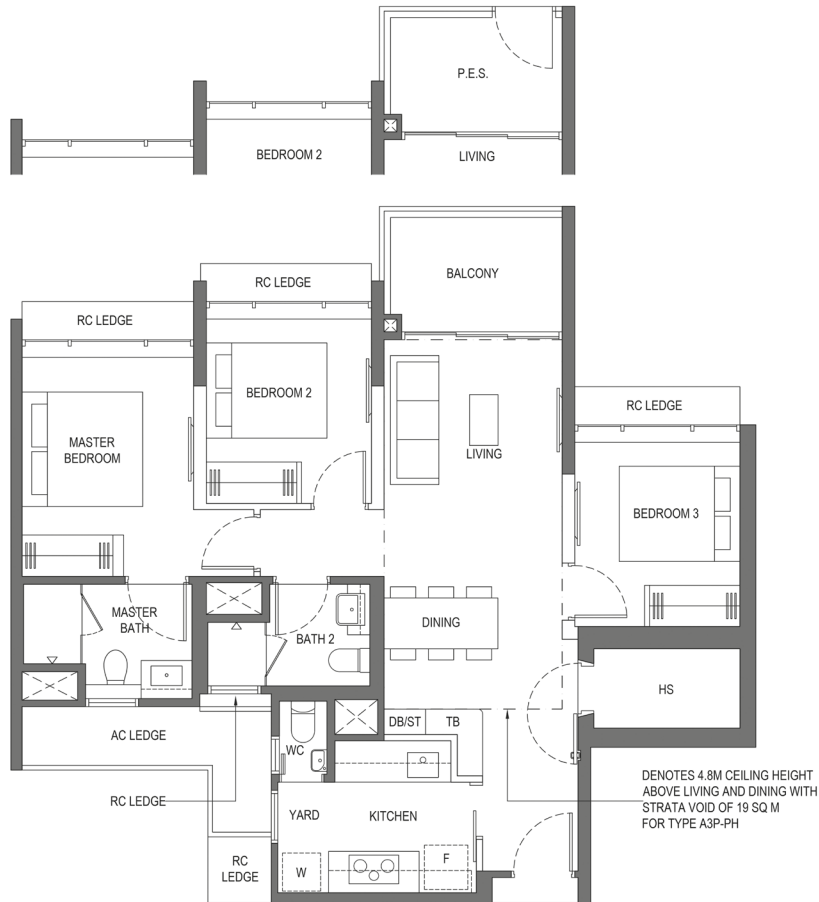 P.E.S.
BEDROOM 2
LIVING
BALCONY
RC LEDGE
RC LEDGE
BEDROOM 2
RC LEDGE
MASTER
BEDROOM
LIVING
BEDROOM 3
MASTER
BATH
BATH 2
DINING
HS
DB/ST
TB
AC LEDGE
WC
RC LEDGE
YARD
KITCHEN
DENOTES 4.8M CEILING HEIGHT
ABOVE LIVING AND DINING WITH
STRATA VOID OF 19 SQ M
FOR TYPE A3P-PH
RC
LEDGE
W
F